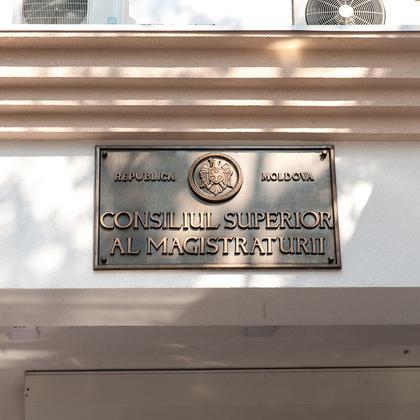 REPUBLICA MOLDOVA
CONSILIUL SUPERIOR
AL MAGISTRATURII